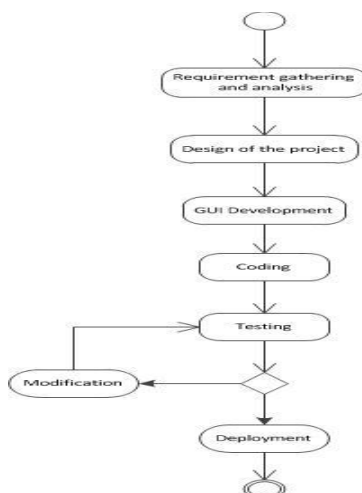 Requirement gathering
and analysis
Design of the project
GUI Development
Coding
Testing
Modification
Deployment